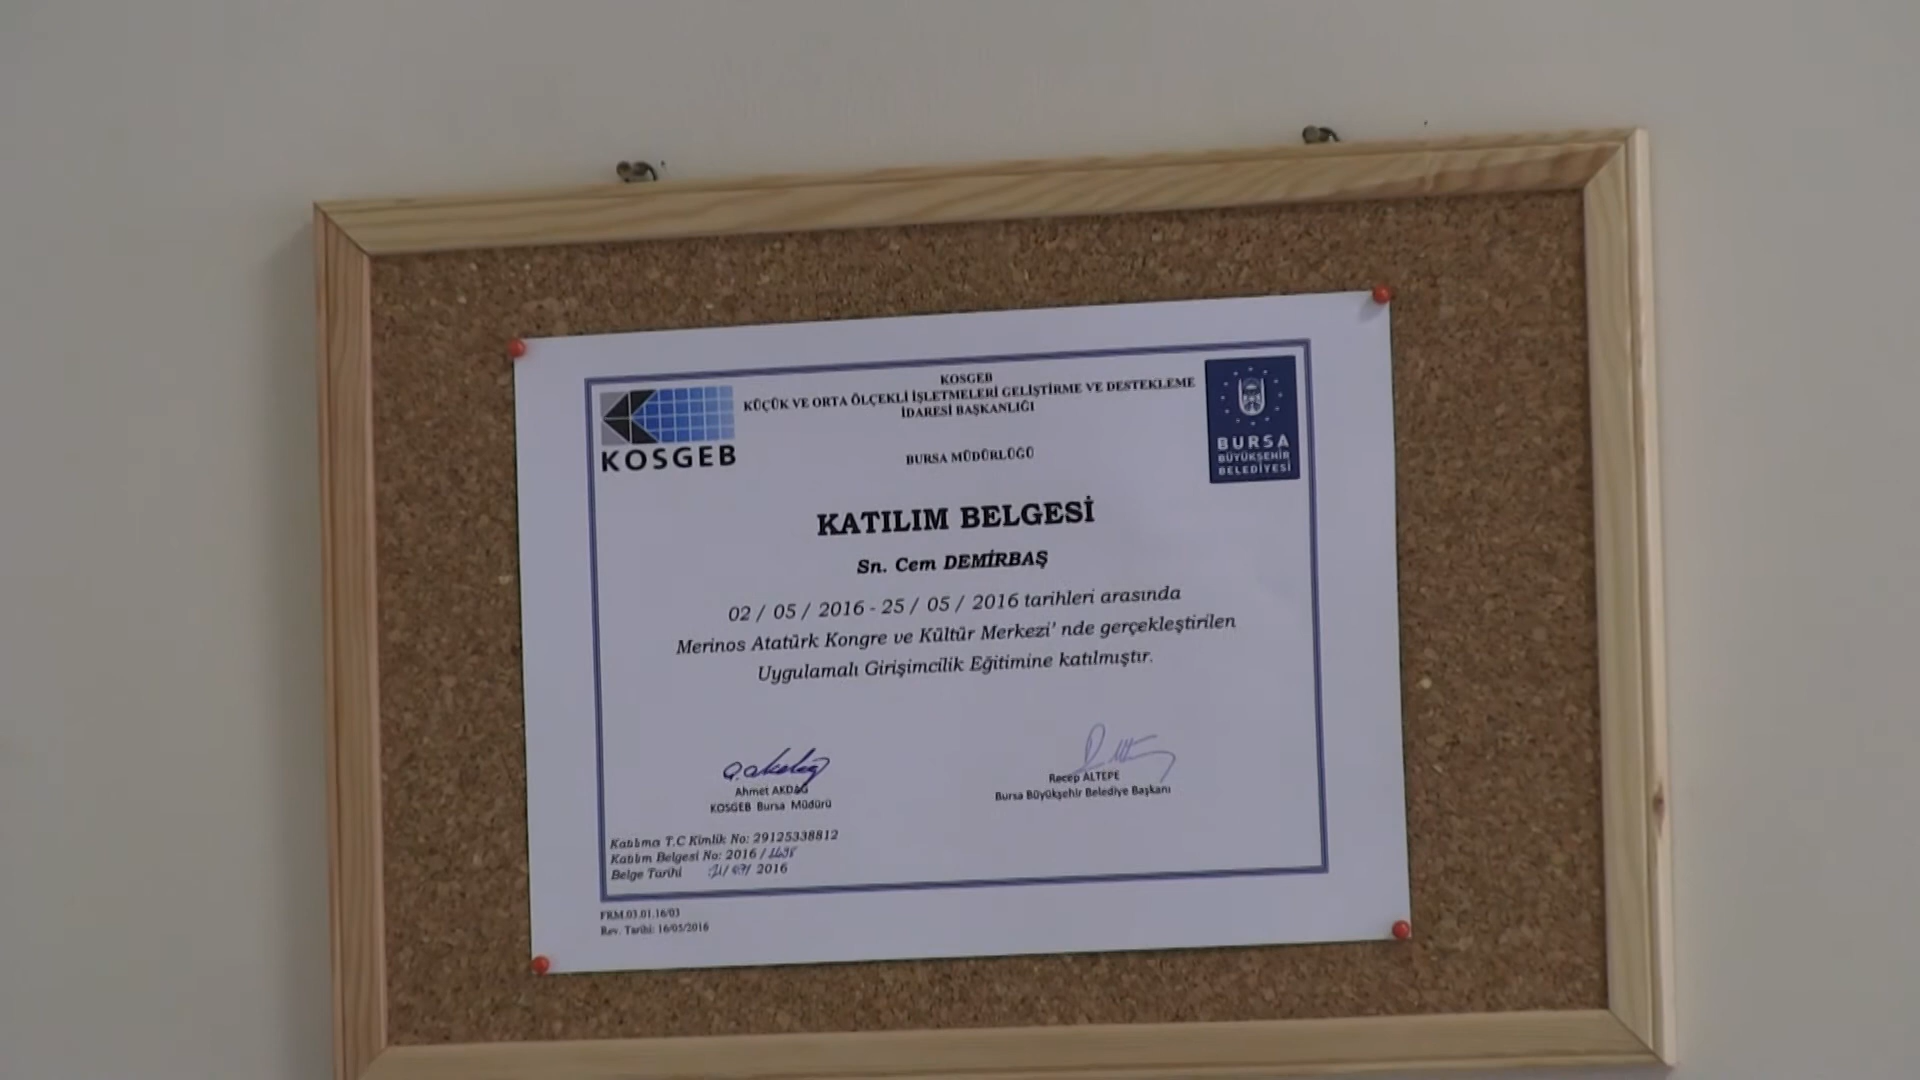 KOSGEB
KÜÇÜK VE ORTA ÖLÇEKLİ İŞLETMELERİ GELİŞTİRME VE DESTEKLEME
İDARESİ BAŞKANLIĞI
KOSGEB
BURSA
BÜYÜKŞEHİR
BELEDİYESİ
BURSA MÜDÜRLÜĞÜ
KATILIM BELGESİ
Sn. Cem DEMİRBAŞ
02 / 05 / 2016 - 25 / 05 / 2016 tarihleri arasında
Merinos Atatürk Kongre ve Kültür Merkezi' nde gerçekleştirilen
Uygulamalı Girişimcilik Eğitimine katılmıştır.
Ahmet AKDAĞ
KOSGEB Bursa Müdürü
Recep ALTEPE
Bursa Büyükşehir Belediye Başkanı
Katılımcı T.C Kimlik No: 29125338812
Katılım Belgesi No: 2016 /
Belge Tarihi 2016
FRM.03.01.16/03
Rev. Tarihi: 16/05/2016